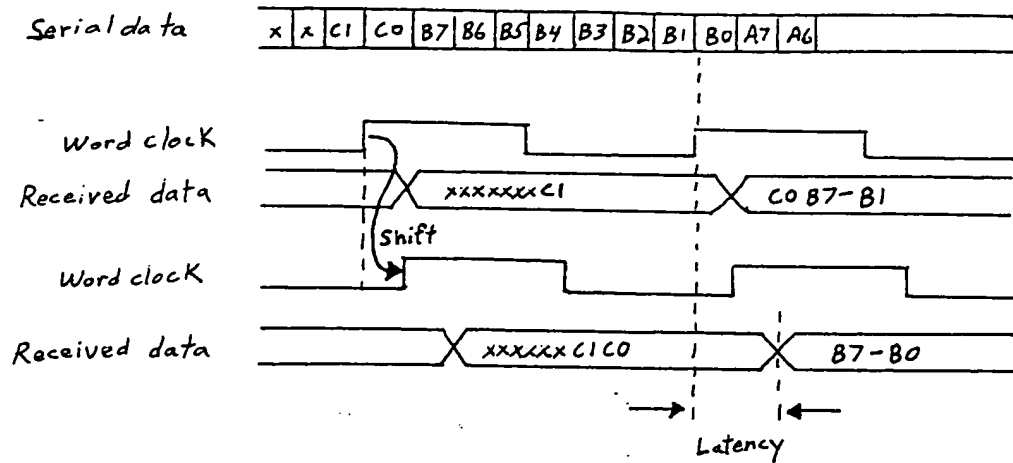 Serial data x x C1 C0 B7 B6 B5 B4 B3 B2 B1 B0 A7 A6
Word clock
Received data xxxxxxxC1 C0 B7-B1
Shift
Word clock
Received data xxxxxxC1C0 B7-B0
Latency